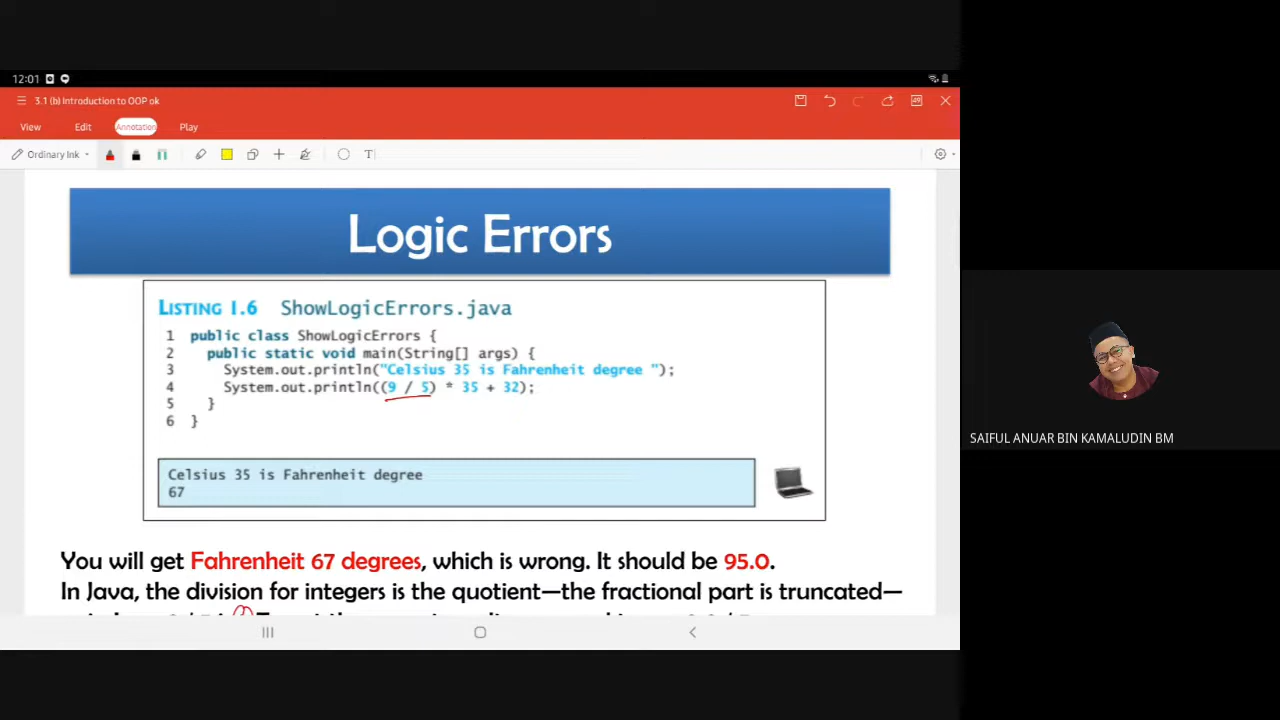 12:01
3.1 (b) Introduction to OOP ok
View Edit Annotation Play
Ordinary Ink
Logic Errors
LISTING 1.6 ShowLogicErrors.java
1 public class ShowLogicErrors {
2 public static void main(String[] args) {
3 System.out.println("Celsius 35 is Fahrenheit degree ");
4 System.out.println((9 / 5) * 35 + 32);
5 }
6 }
Celsius 35 is Fahrenheit degree
67
SAIFUL ANUAR BIN KAMALUDIN BM
You will get Fahrenheit 67 degrees, which is wrong. It should be 95.0.
In Java, the division for integers is the quotient—the fractional part is truncated—